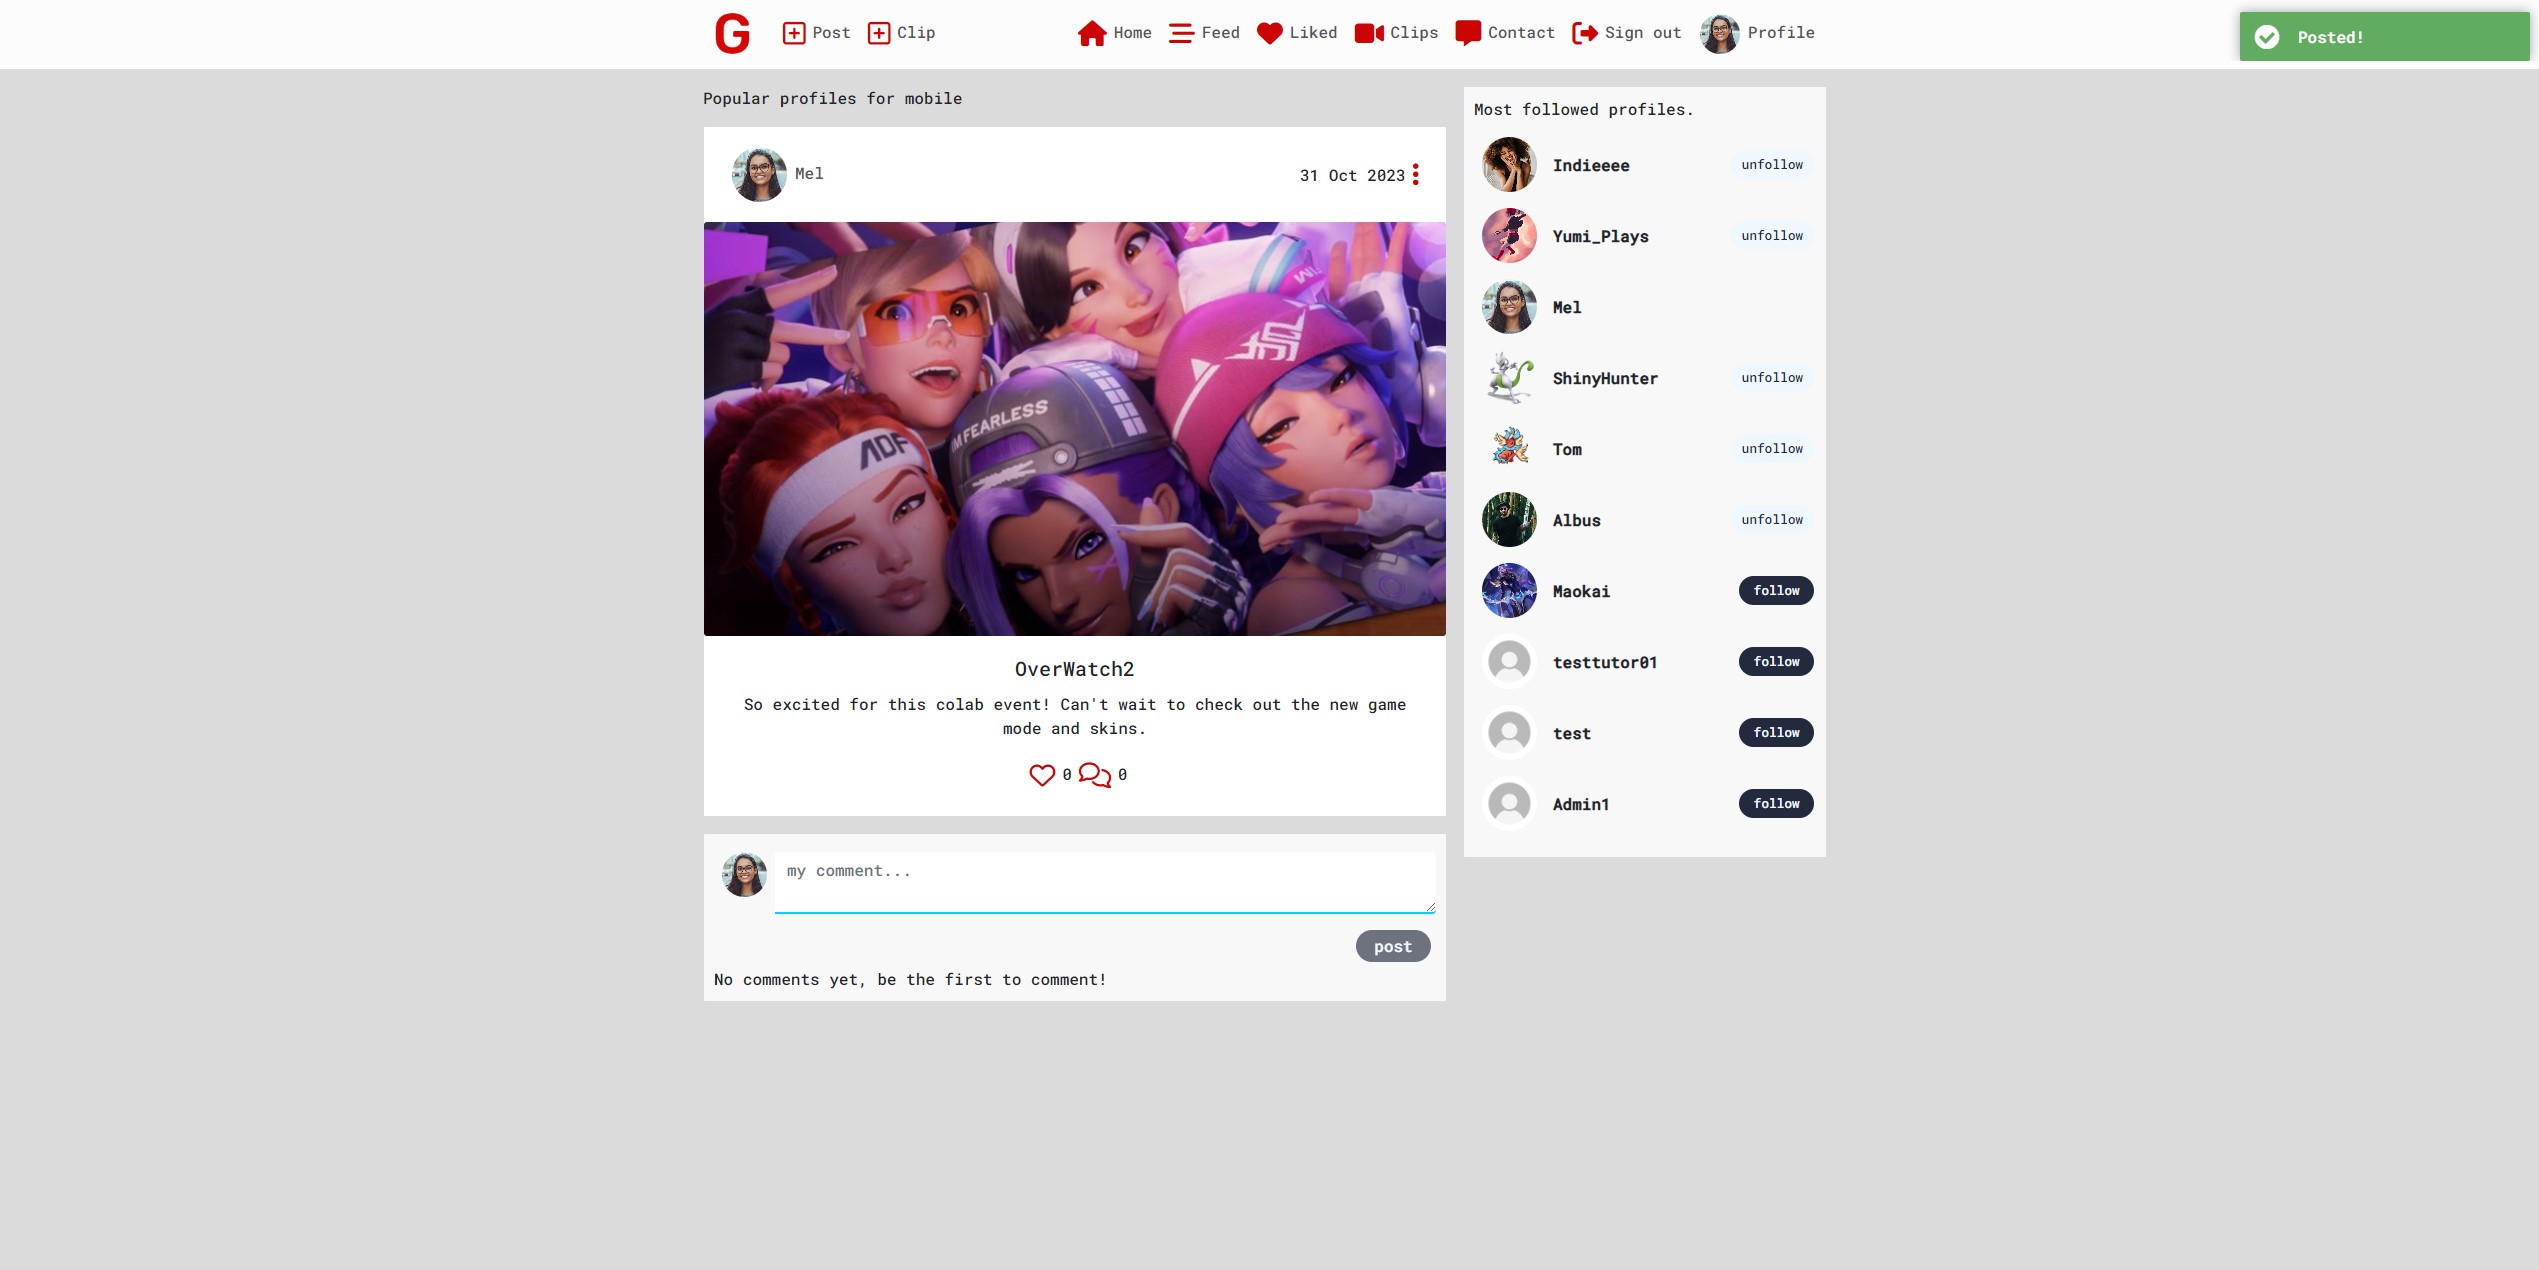 G Post Clip Home Feed Liked Clips Contact Sign out Profile
Posted!
Popular profiles for mobile
Mel
31 Oct 2023
ADF
IM FEARLESS
OverWatch2
So excited for this colab event! Can't wait to check out the new game
mode and skins.
0 0
my comment...
post
No comments yet, be the first to comment!
Most followed profiles.
Indieeee unfollow
Yumi_Plays unfollow
Mel
ShinyHunter unfollow
Tom unfollow
Albus unfollow
Maokai follow
testtutor01 follow
test follow
Admin1 follow